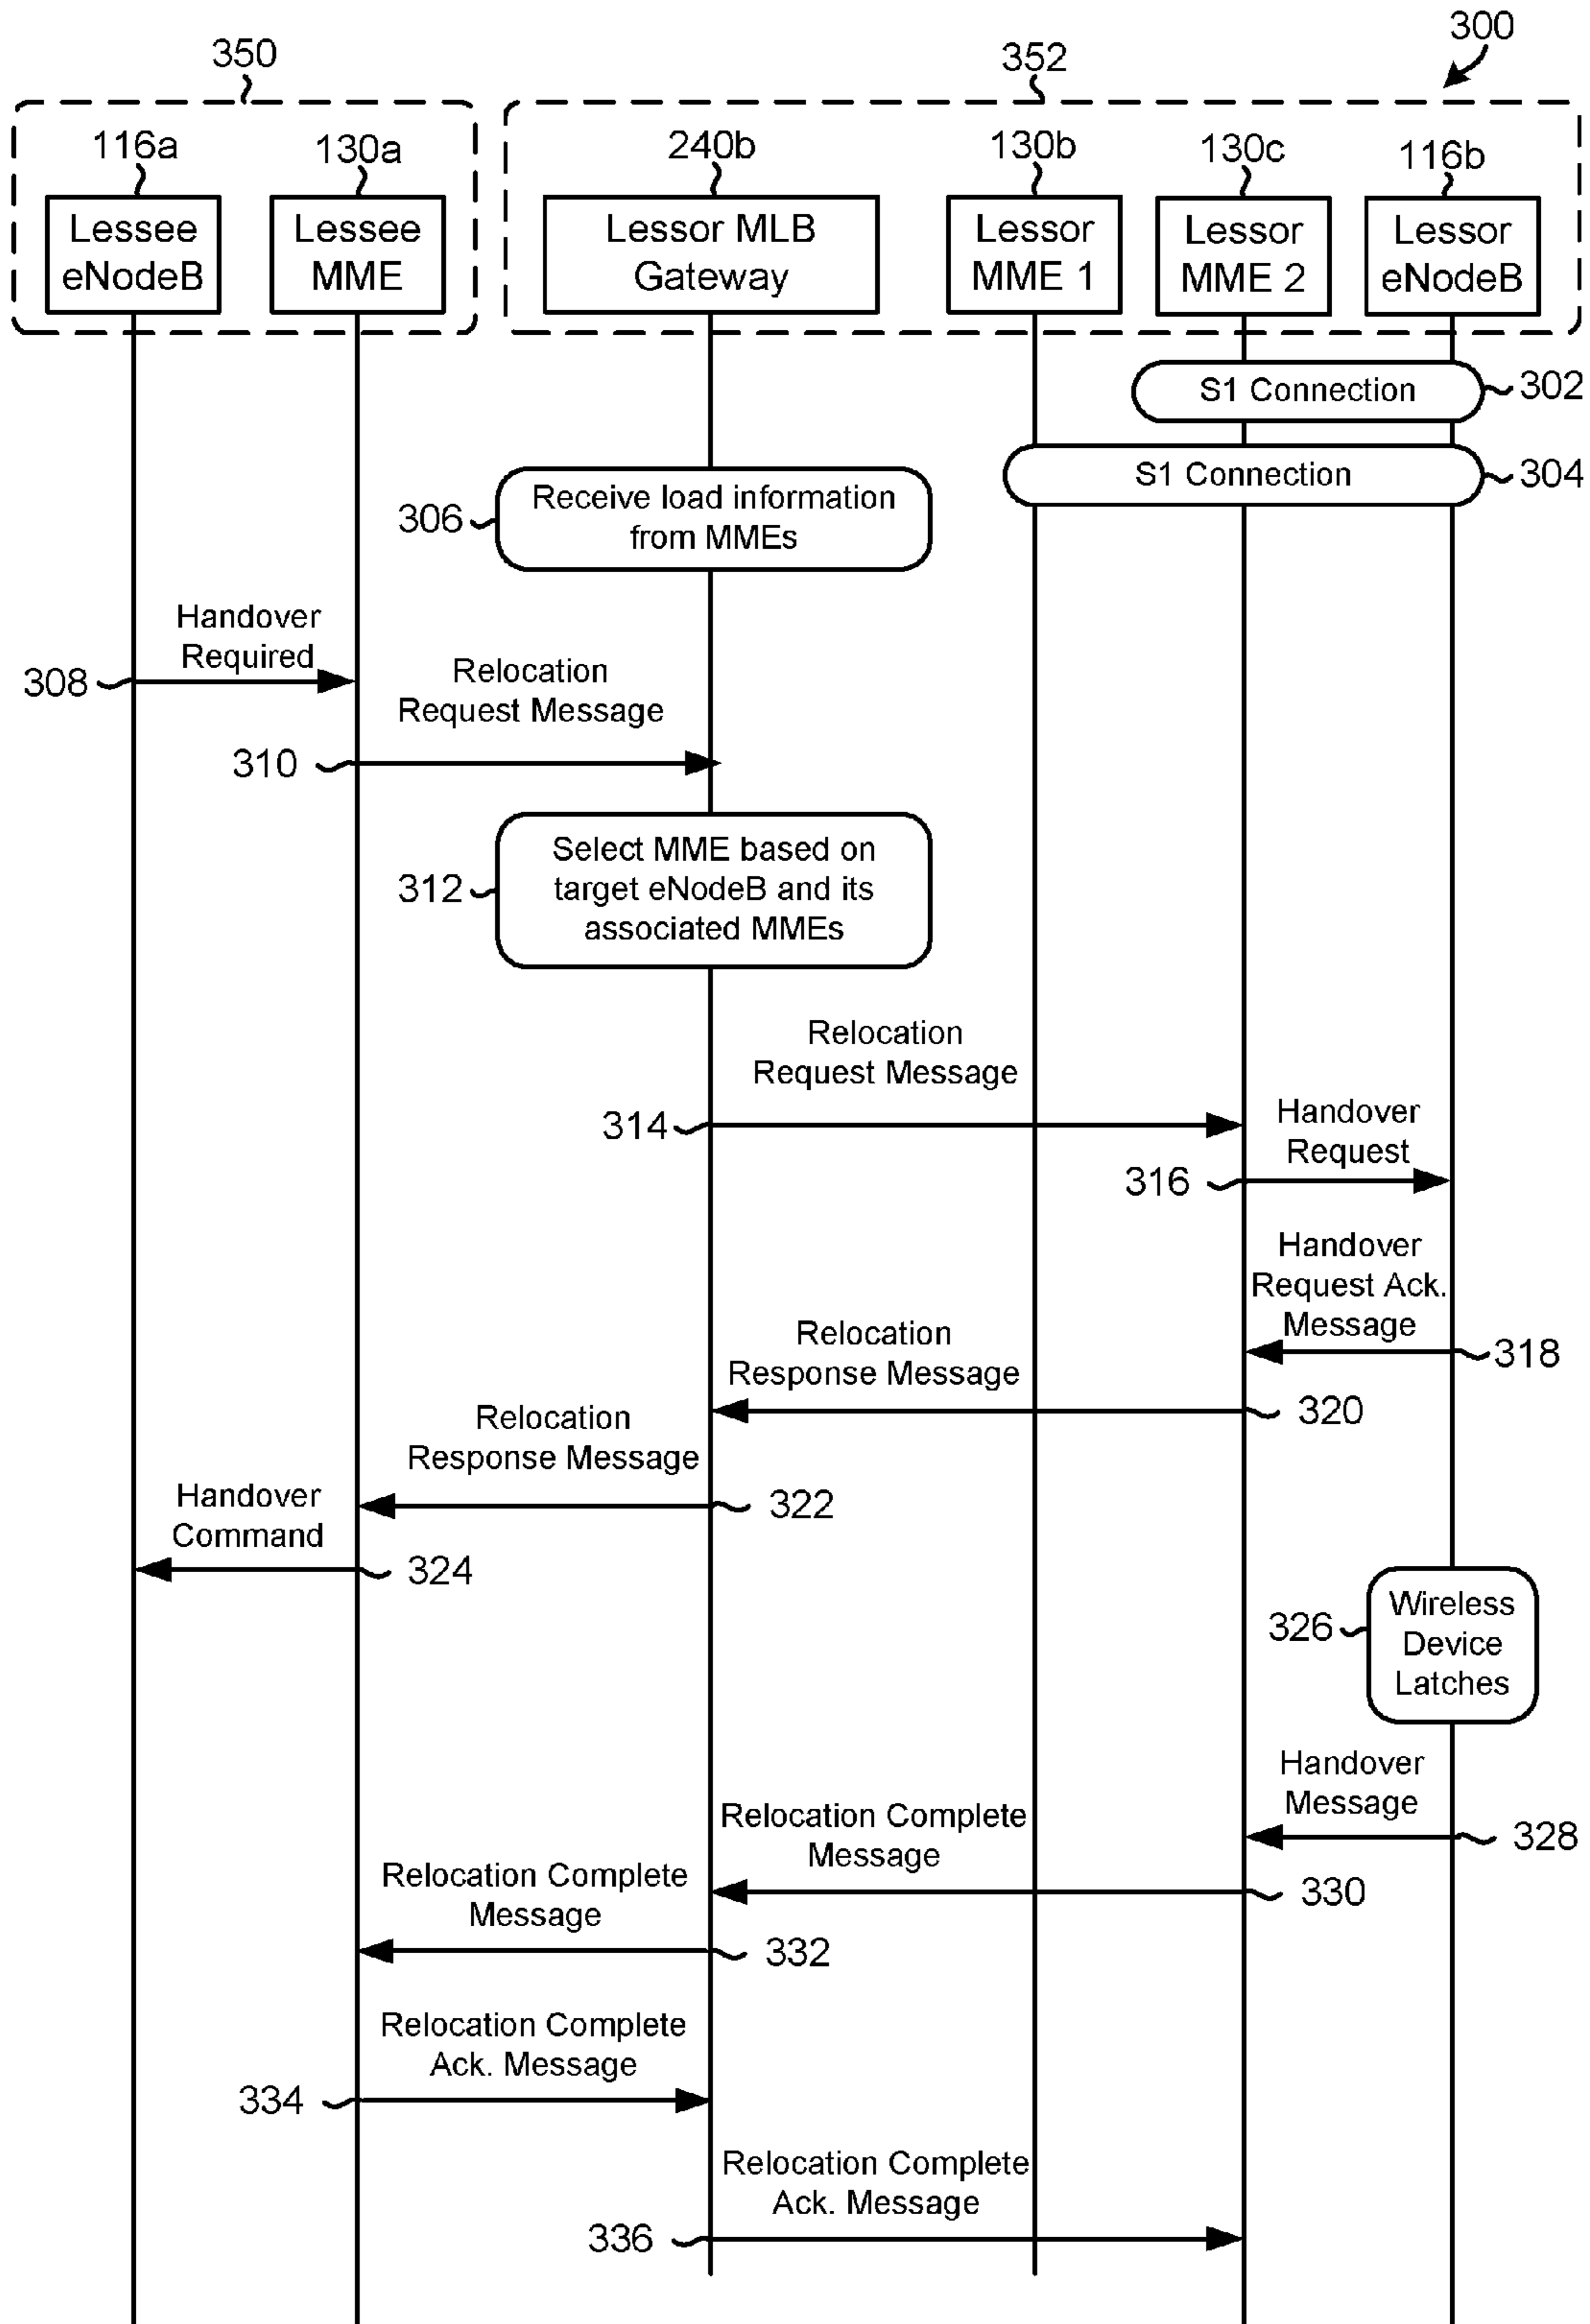 300
350
352
116a
130a
240b
130b
130c
116b
Lessee
eNodeB
Lessee
MME
Lessor MLB
Gateway
Lessor
MME 1
Lessor
MME 2
Lessor
eNodeB
S1 Connection
302
S1 Connection
304
Receive load information
from MMEs
306
Handover
Required
308
Relocation
Request Message
310
Select MME based on
target eNodeB and its
associated MMEs
312
Relocation
Request Message
314
Handover
Request
316
Handover
Request Ack.
Message
318
Relocation
Response Message
320
Relocation
Response Message
322
Handover
Command
324
Wireless
Device
Latches
326
Handover
Message
328
Relocation Complete
Message
330
Relocation Complete
Message
332
Relocation Complete
Ack. Message
334
Relocation Complete
Ack. Message
336